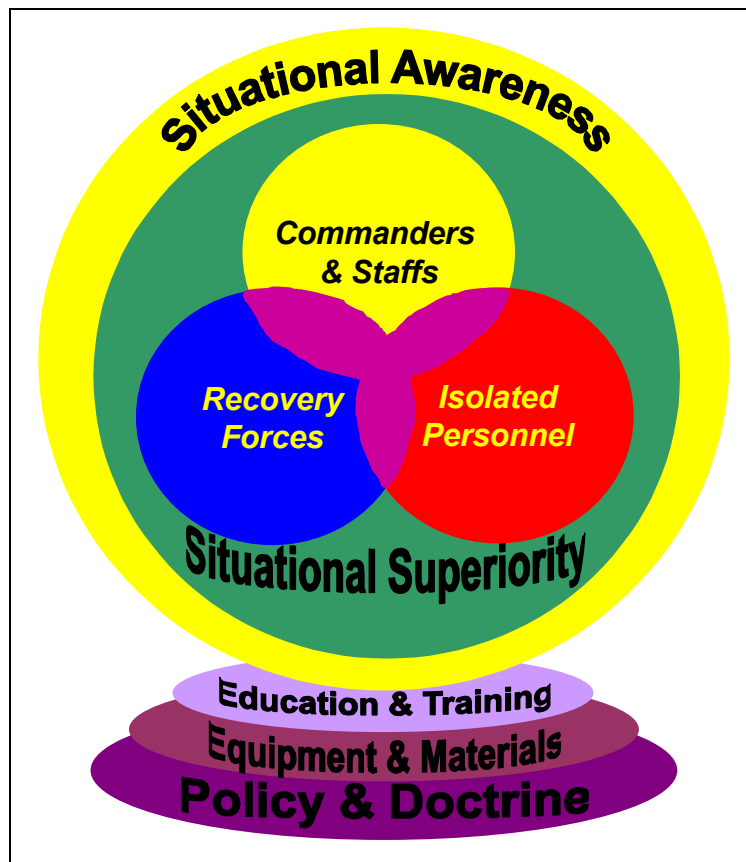 Situational Awareness
Commanders
& Staffs
Recovery
Forces
Isolated
Personnel
Situational Superiority
Education & Training
Equipment & Materials
Policy & Doctrine